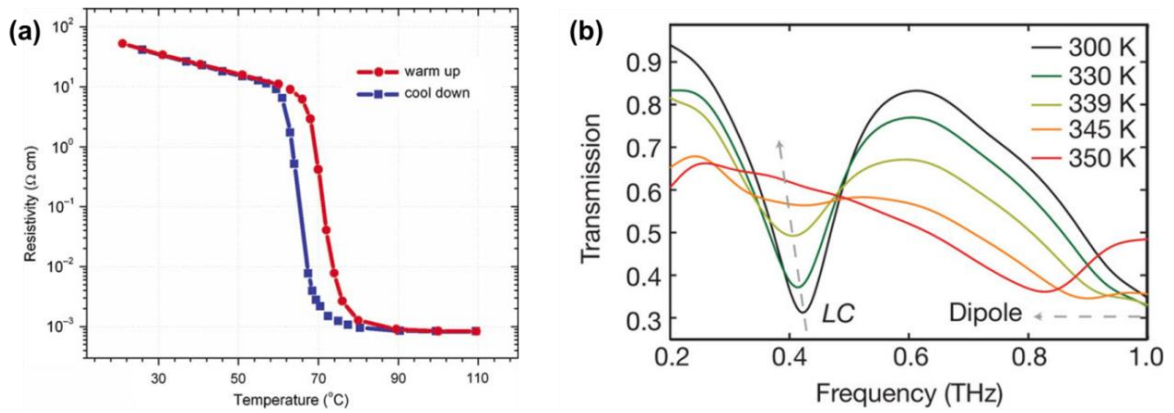 (a)
10²
10¹
10⁰
10⁻¹
10⁻²
10⁻³
Resistivity (Ω cm)
warm up
cool down
30 50 70 90 110
Temperature (°C)
(b)
0.9
0.8
0.7
0.6
0.5
0.4
0.3
Transmission
300 K
330 K
339 K
345 K
350 K
LC
Dipole
0.2 0.4 0.6 0.8 1.0
Frequency (THz)